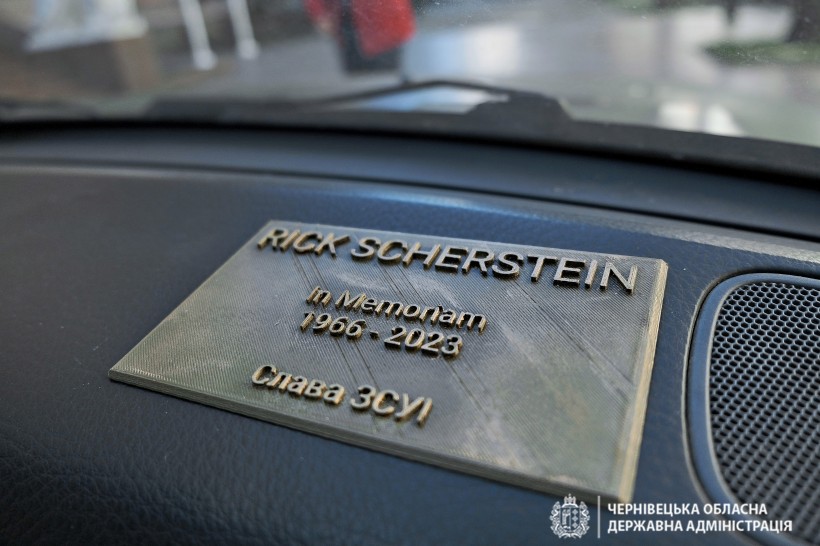 RICK SCHERSTEIN
In Memoriam
1966 - 2023
Слава ЗСУ!
ЧЕРНІВЕЦЬКА ОБЛАСНА
ДЕРЖАВНА АДМІНІСТРАЦІЯ